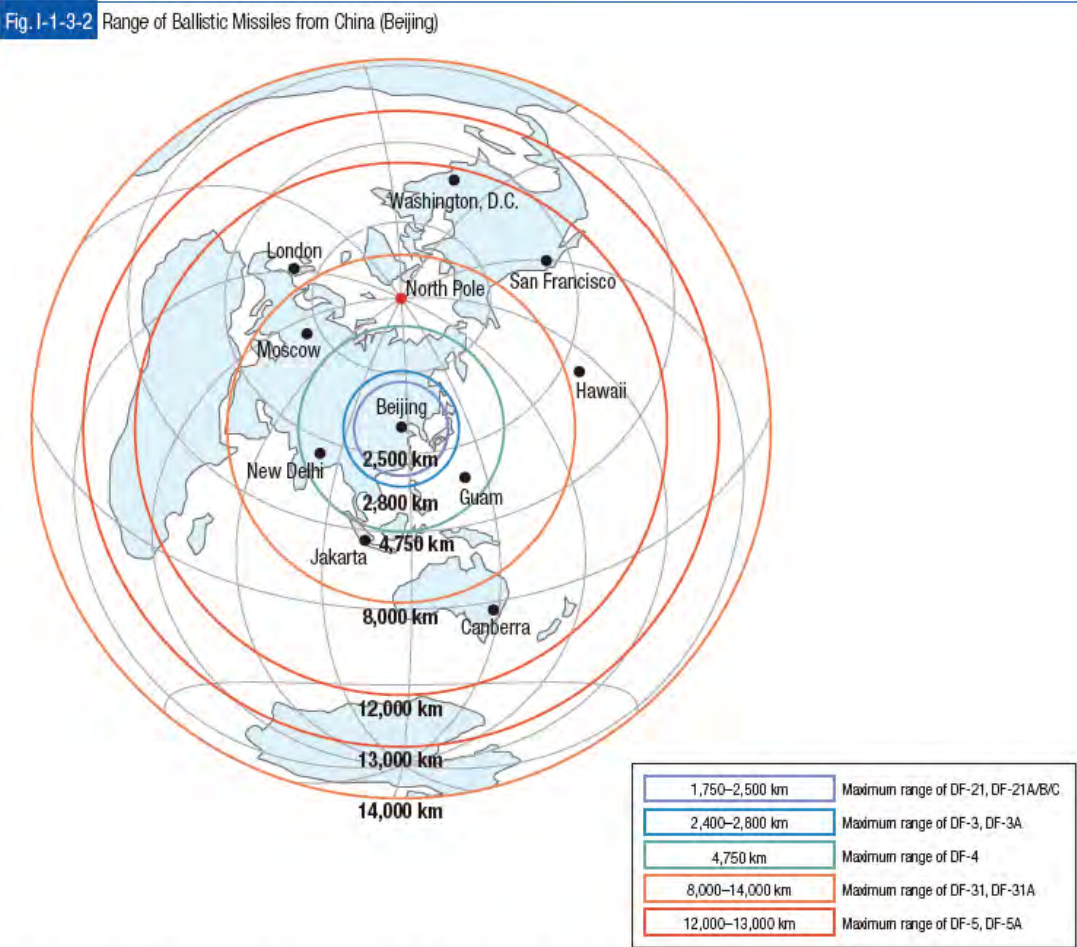 Fig. I-1-3-2 Range of Ballistic Missiles from China (Beijing)
Washington, D.C.
London
North Pole
San Francisco
Moscow
Hawaii
Beijing
2,500 km
New Delhi
Guam
2,800 km
4,750 km
Jakarta
8,000 km
Canberra
12,000 km
13,000 km
14,000 km
1,750–2,500 km Maximum range of DF-21, DF-21A/B/C
2,400–2,800 km Maximum range of DF-3, DF-3A
4,750 km Maximum range of DF-4
8,000–14,000 km Maximum range of DF-31, DF-31A
12,000–13,000 km Maximum range of DF-5, DF-5A